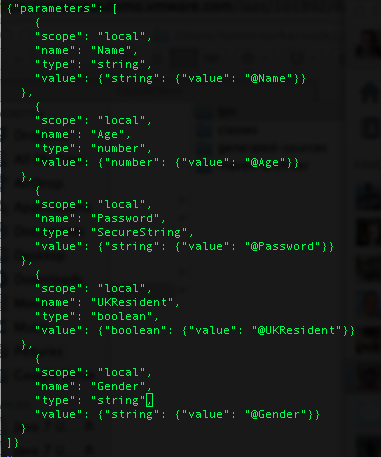 {"parameters": [
{
"scope": "local",
"name": "Name",
"type": "string",
"value": {"string": {"value": "@Name"}}
},
{
"scope": "local",
"name": "Age",
"type": "number",
"value": {"number": {"value": "@Age"}}
},
{
"scope": "local",
"name": "Password",
"type": "SecureString",
"value": {"string": {"value": "@Password"}}
},
{
"scope": "local",
"name": "UKResident",
"type": "boolean",
"value": {"boolean": {"value": "@UKResident"}}
},
{
"scope": "local",
"name": "Gender",
"type": "string",
"value": {"string": {"value": "@Gender"}}
}
]}